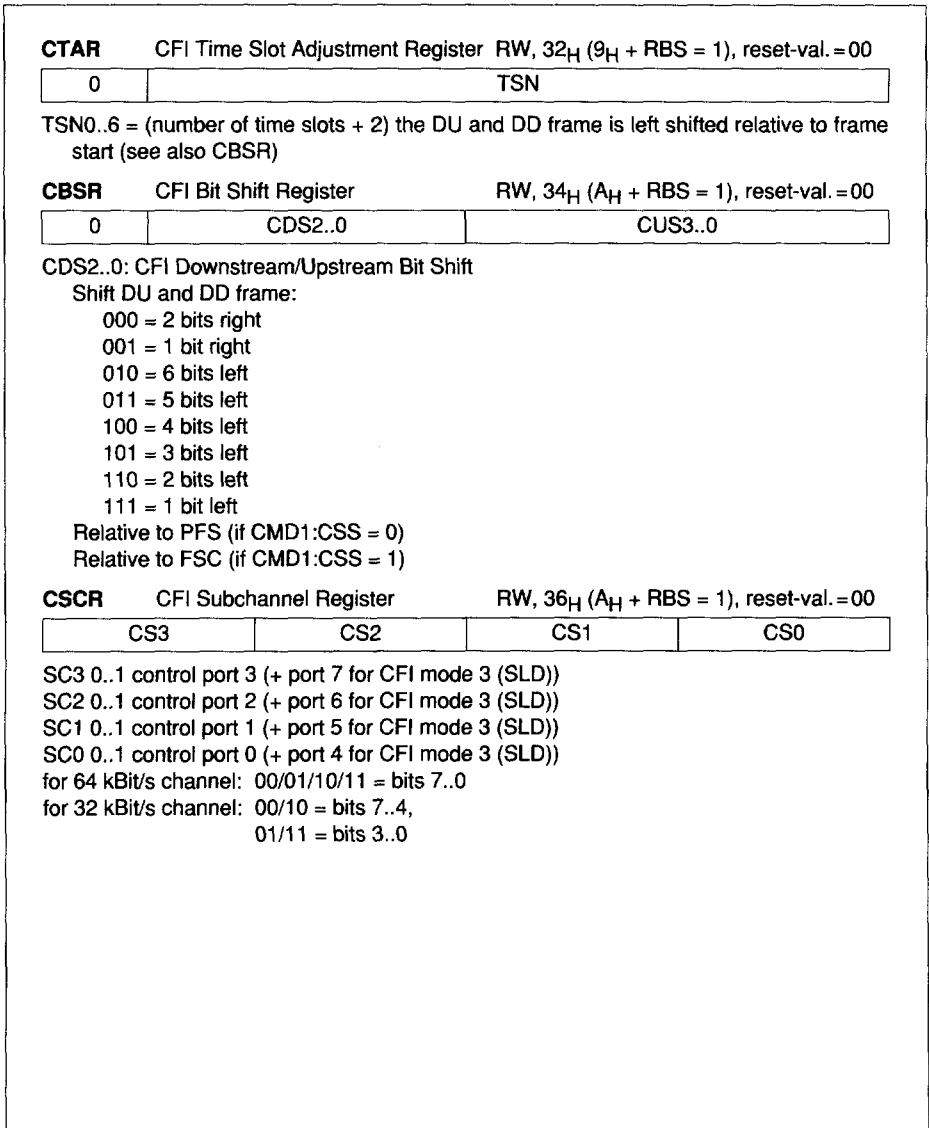 CTAR CFI Time Slot Adjustment Register RW, 32H (9H + RBS = 1), reset-val.=00
0 TSN
TSN0..6 = (number of time slots + 2) the DU and DD frame is left shifted relative to frame
start (see also CBSR)
CBSR CFI Bit Shift Register RW, 34H (AH + RBS = 1), reset-val.=00
0 CDS2..0 CUS3..0
CDS2..0: CFI Downstream/Upstream Bit Shift
Shift DU and DD frame:
000 = 2 bits right
001 = 1 bit right
010 = 6 bits left
011 = 5 bits left
100 = 4 bits left
101 = 3 bits left
110 = 2 bits left
111 = 1 bit left
Relative to PFS (if CMD1:CSS = 0)
Relative to FSC (if CMD1:CSS = 1)
CSCR CFI Subchannel Register RW, 36H (AH + RBS = 1), reset-val.=00
CS3 CS2 CS1 CS0
SC3 0..1 control port 3 (+ port 7 for CFI mode 3 (SLD))
SC2 0..1 control port 2 (+ port 6 for CFI mode 3 (SLD))
SC1 0..1 control port 1 (+ port 5 for CFI mode 3 (SLD))
SC0 0..1 control port 0 (+ port 4 for CFI mode 3 (SLD))
for 64 kBit/s channel: 00/01/10/11 = bits 7..0
for 32 kBit/s channel: 00/10 = bits 7..4,
01/11 = bits 3..0